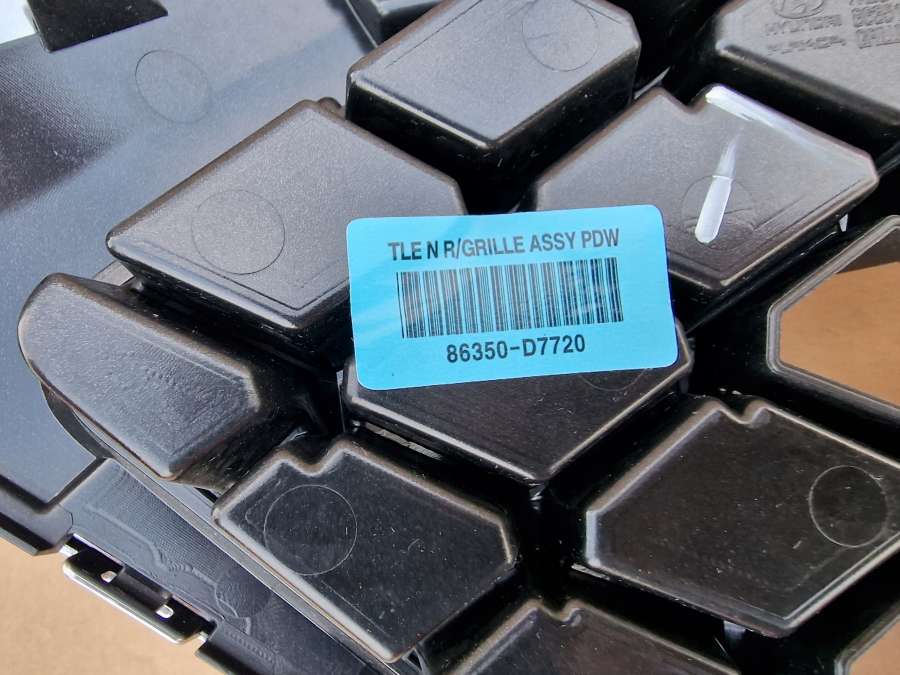 HYUNDAI
TLE N R/GRILLE ASSY PDW
86350-D7720